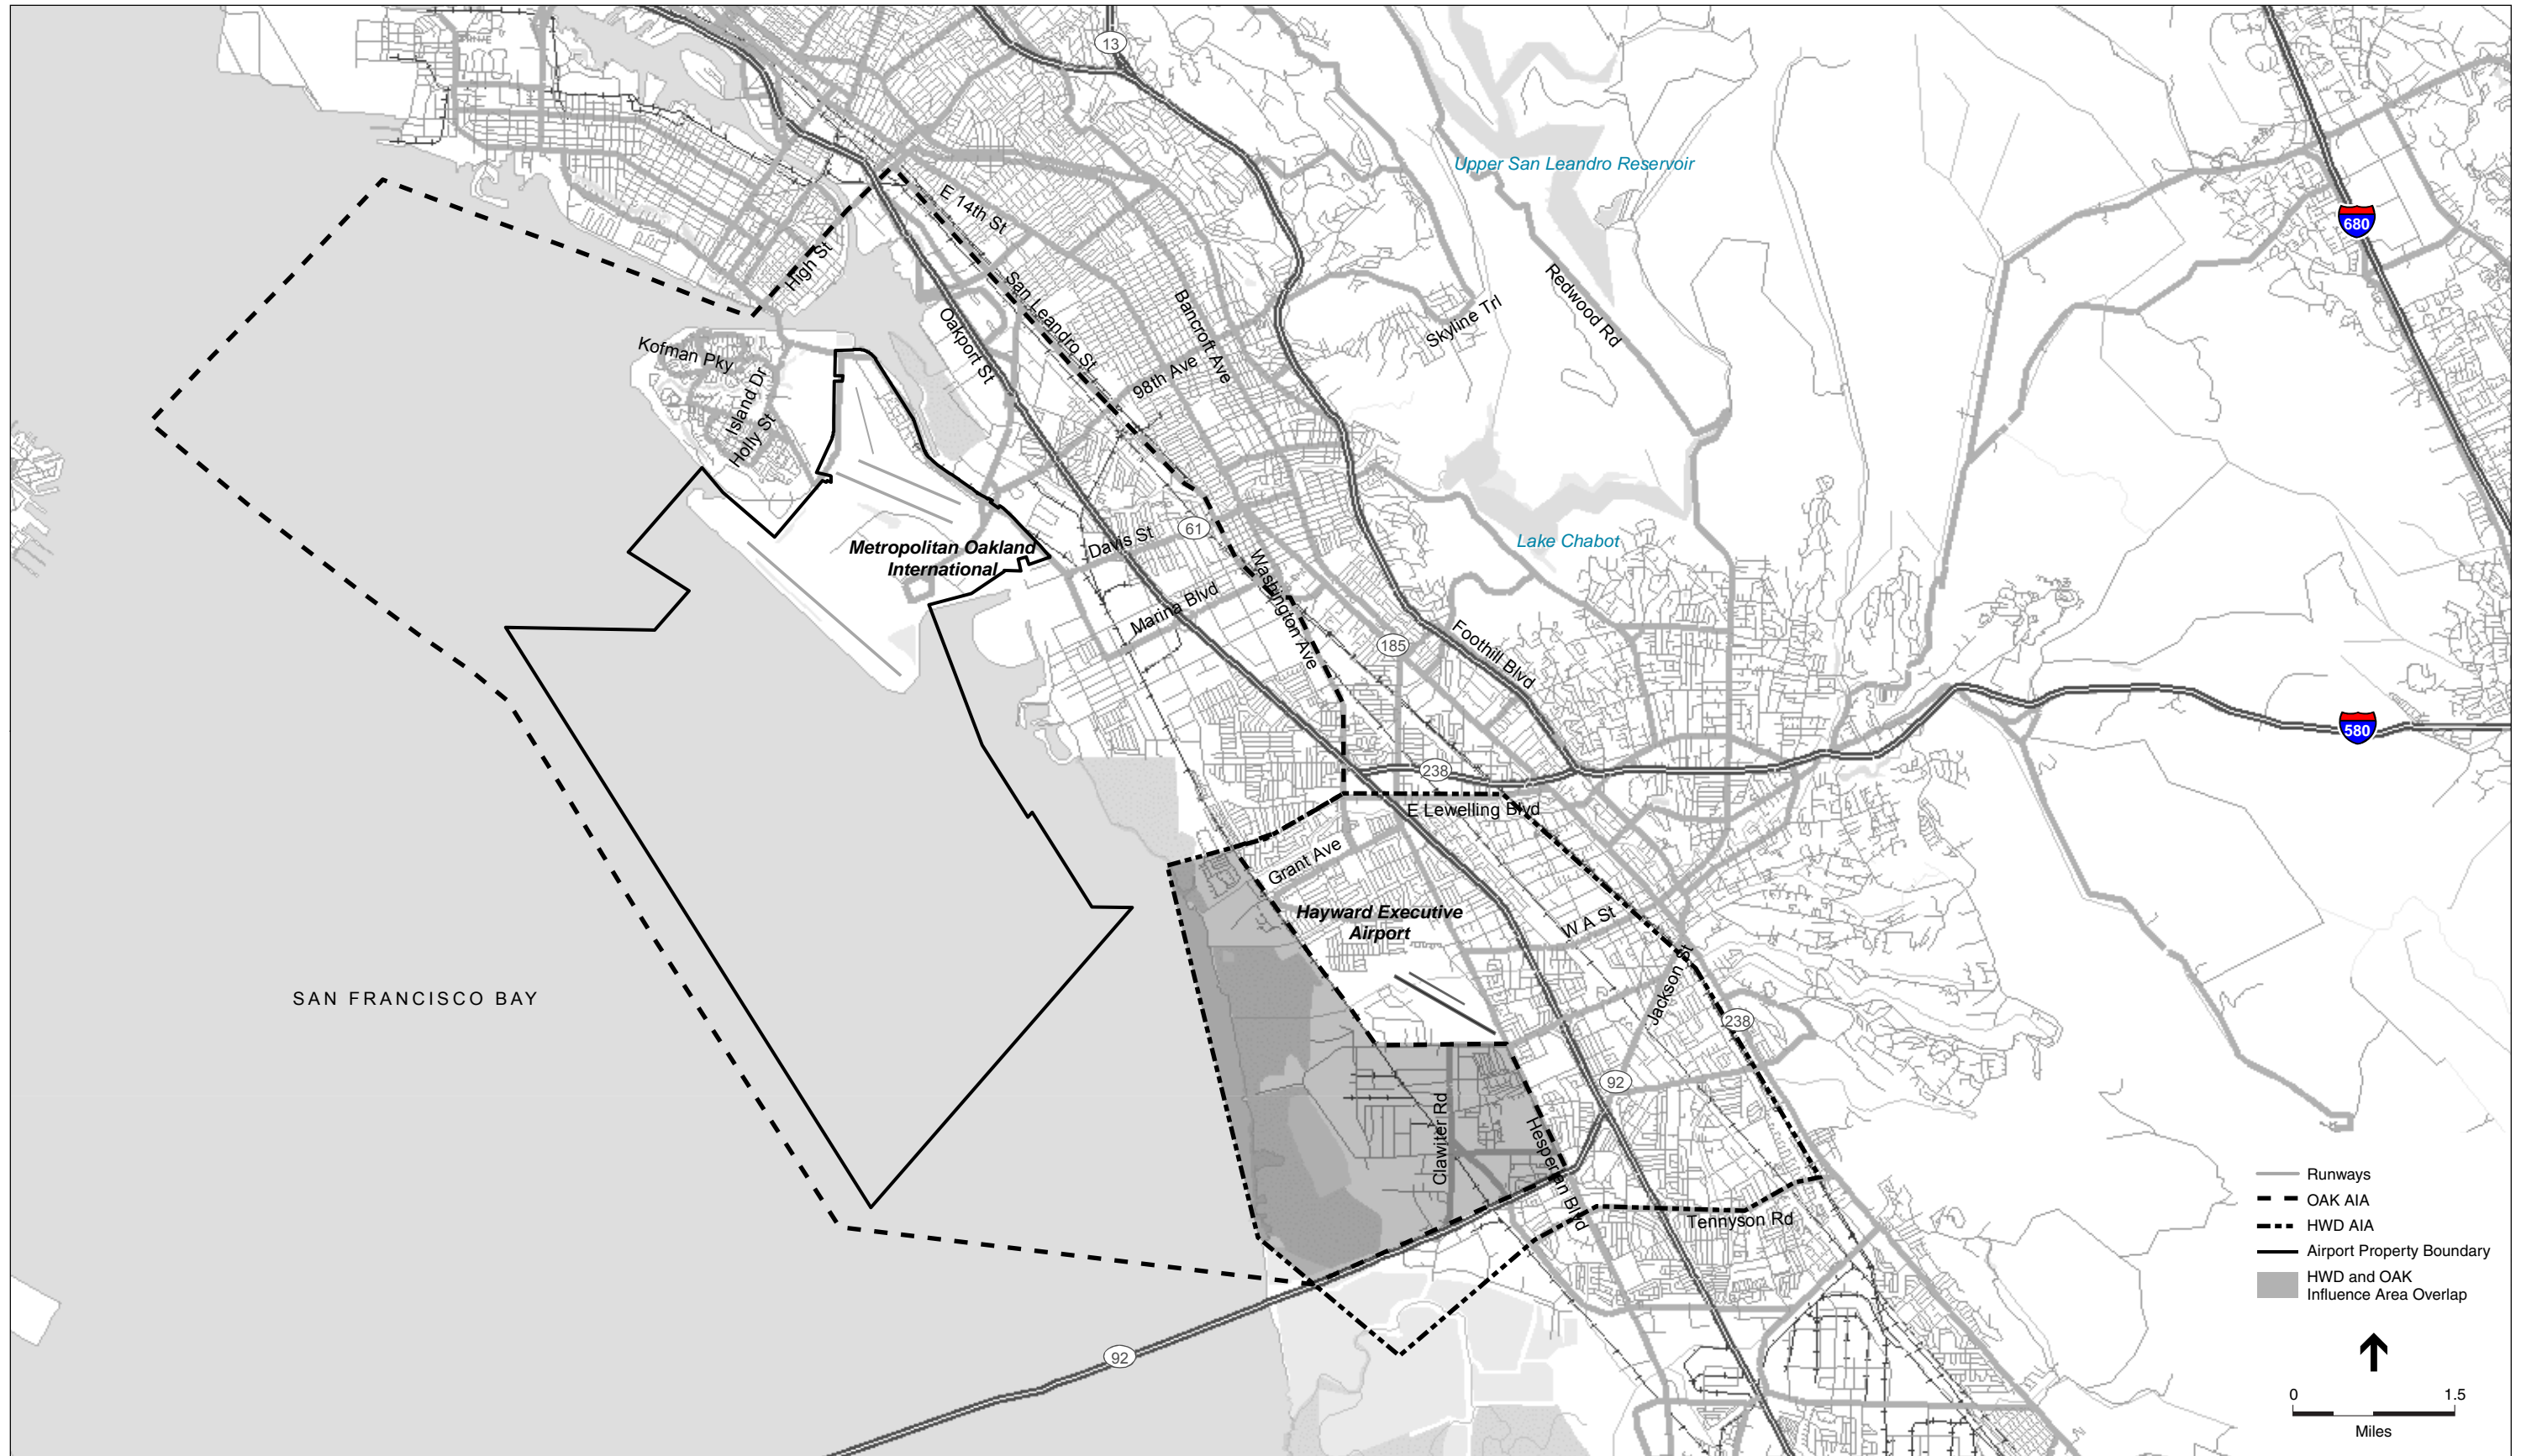 13
Upper San Leandro Reservoir
680
E 14th St
High St
San Leandro St
Redwood Rd
Bancroft Ave
Skyline Trl
Oakport St
Kofman Pky
98th Ave
Island Dr
Holly St
61
Davis St
Lake Chabot
Metropolitan Oakland
International
Washington Ave
Marina Blvd
185
Foothill Blvd
580
238
E Lewelling Blvd
Grant Ave
Hayward Executive
Airport
W A St
Jackson St
SAN FRANCISCO BAY
238
92
Clawiter Rd
Hesperian Blvd
Tennyson Rd
92
Runways
OAK AIA
HWD AIA
Airport Property Boundary
HWD and OAK
Influence Area Overlap
0 1.5
Miles